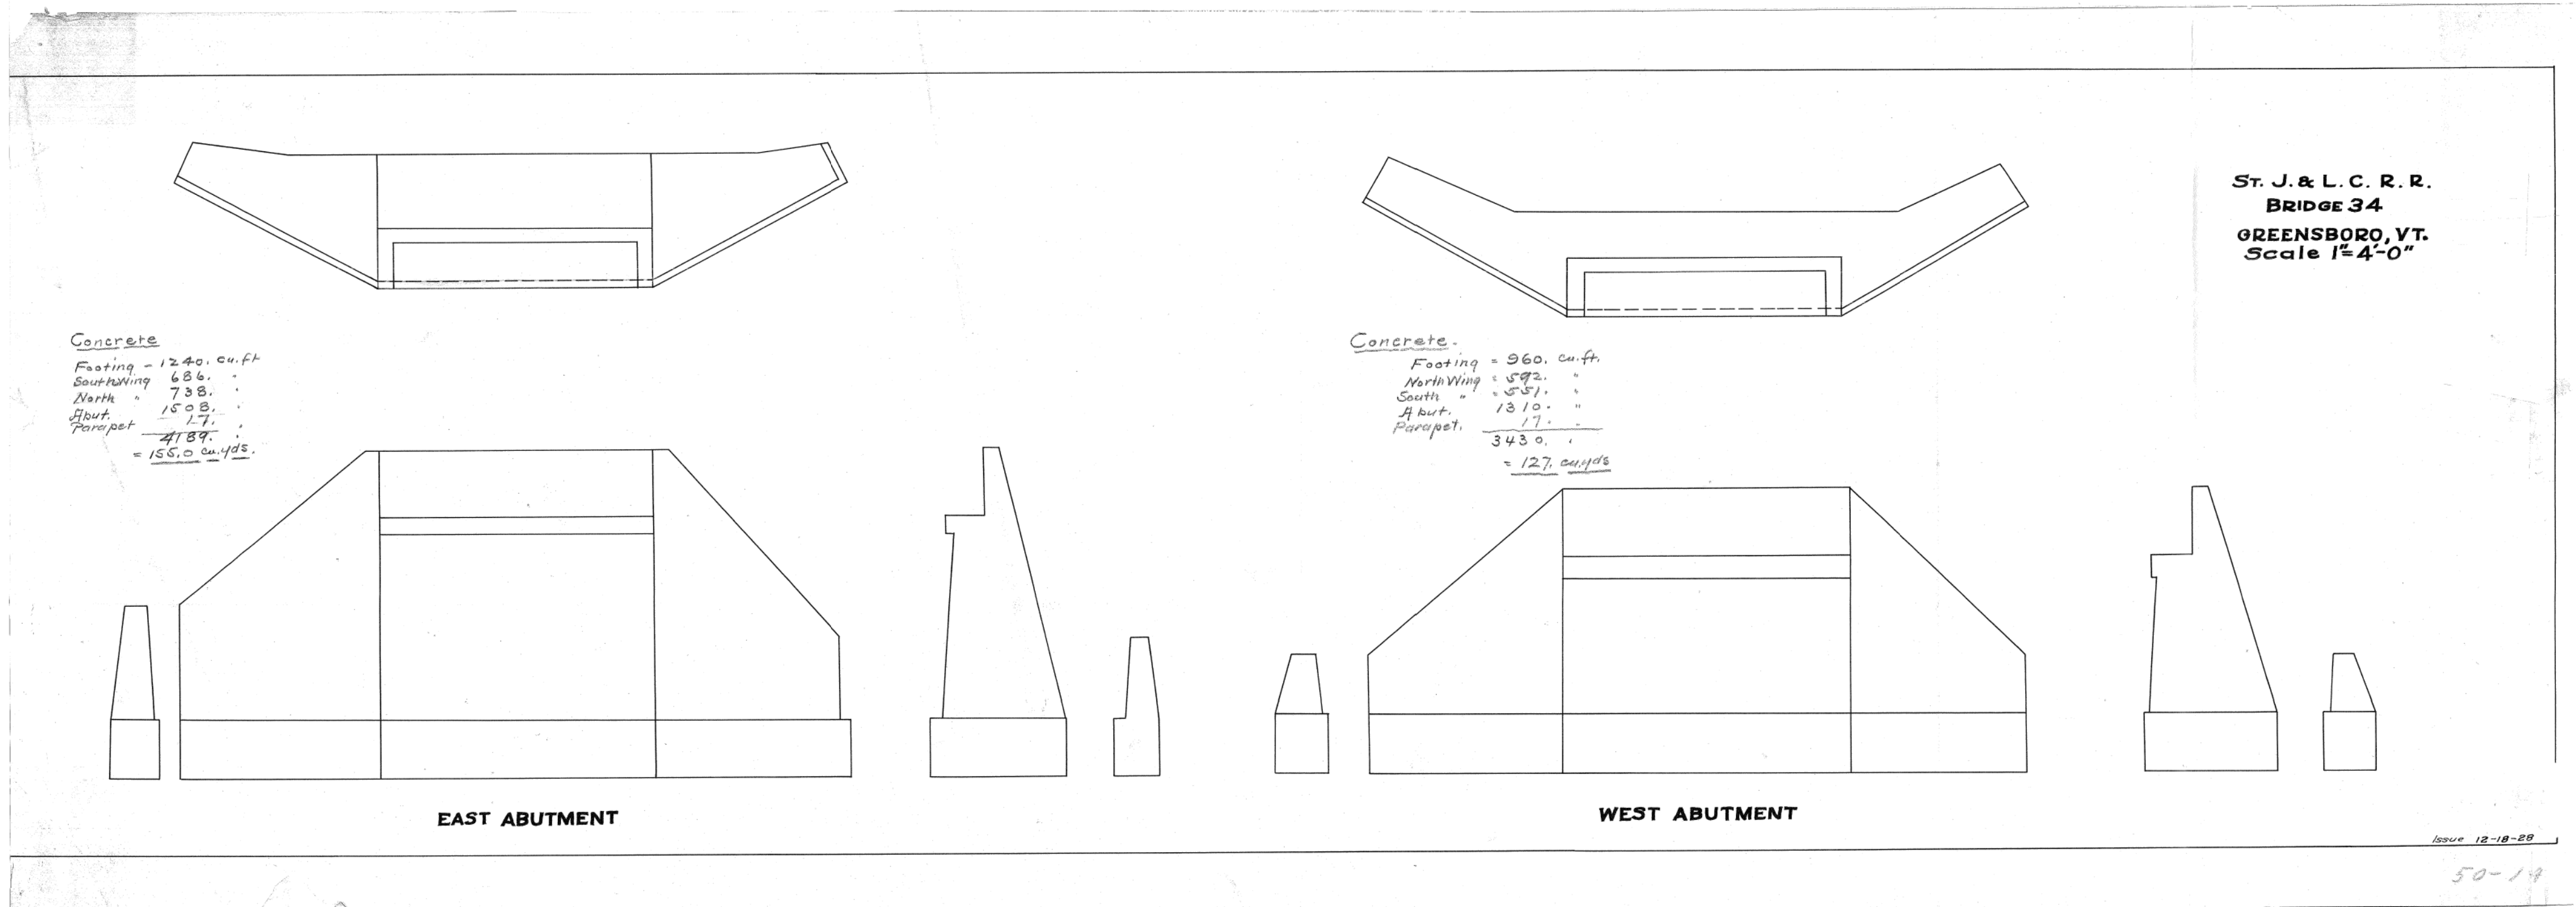 ST. J. & L. C. R. R.
BRIDGE 34
GREENSBORO, VT.
Scale 1"=4'-0"
Concrete
Footing - 1240. cu.ft
South Wing 686. "
North " 738. "
Abut. 1508. "
Parapet 17. "
4189. "
= 155.0 cu.yds.
Concrete.
Footing = 960. cu.ft.
North Wing = 592. "
South " = 551. "
Abut. 1310. "
Parapet. 17. "
3430. "
= 127. cu.yds
EAST ABUTMENT
WEST ABUTMENT
Issue 12-18-28